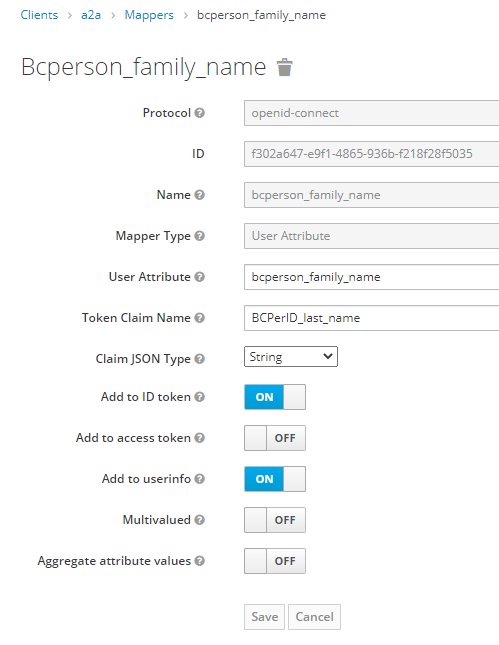 Clients > a2a > Mappers > bcperson_family_name
Bcperson_family_name
Protocol openid-connect
ID f302a647-e9f1-4865-936b-f218f28f5035
Name bcperson_family_name
Mapper Type User Attribute
User Attribute bcperson_family_name
Token Claim Name BCPerID_last_name
Claim JSON Type String
Add to ID token ON
Add to access token OFF
Add to userinfo ON
Multivalued OFF
Aggregate attribute values OFF
Save Cancel